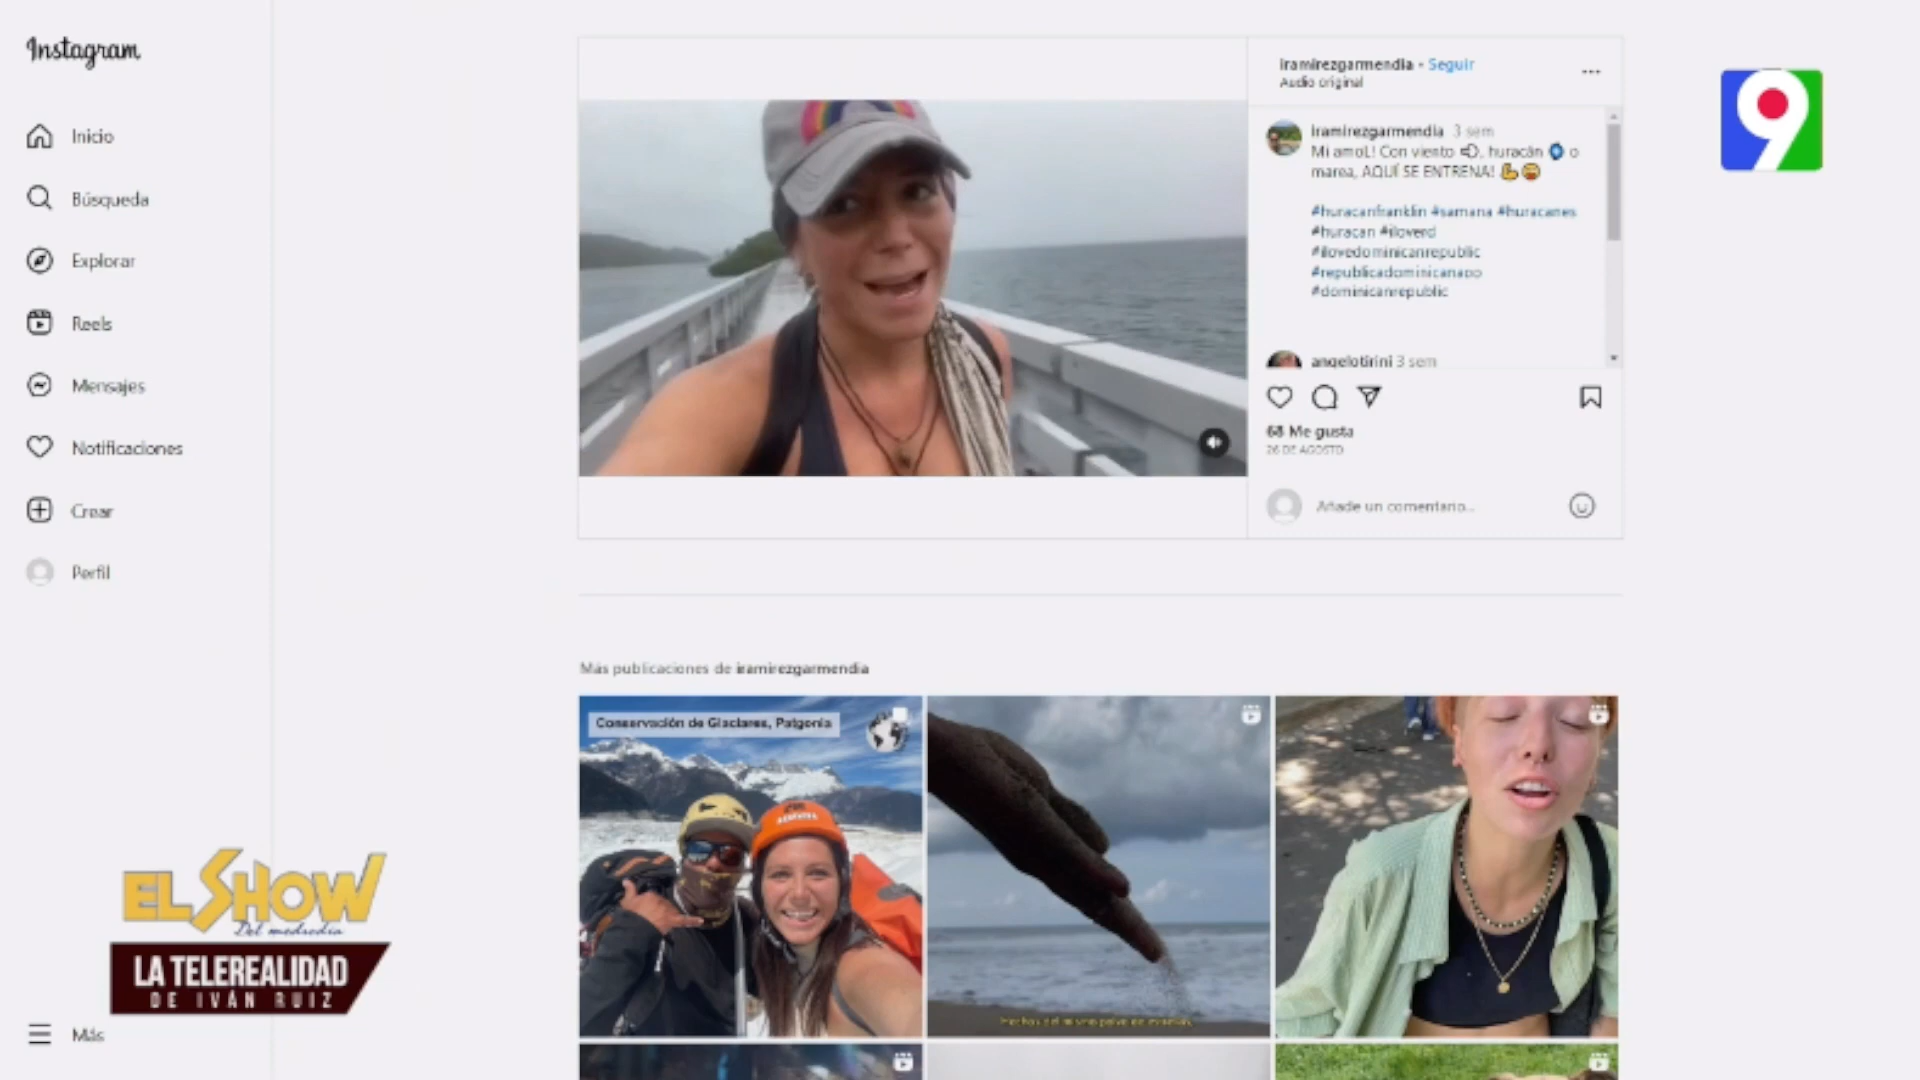 Instagram
Inicio
Búsqueda
Explorar
Reels
Mensajes
Notificaciones
Crear
Perfil
Más
iramirezgarmendia • Seguir
Audio original
iramirezgarmendia 3 sem
Mi amoL! Con viento 💨, huracán 🌀 o
marea, AQUÍ SE ENTRENA! 💪
#huracanfranklin #samana #huracanes
#huracan #iloverd
#ilovedominicanrepublic
#republicadominicana
#dominicanrepublic
angelotirini 3 sem
68 Me gusta
26 DE AGOSTO
Añade un comentario...
9
Más publicaciones de iramirezgarmendia
Conservación de Glaciares, Patgonia
EL SHOW
Del mediodía
LA TELEREALIDAD
DE IVÁN RUIZ